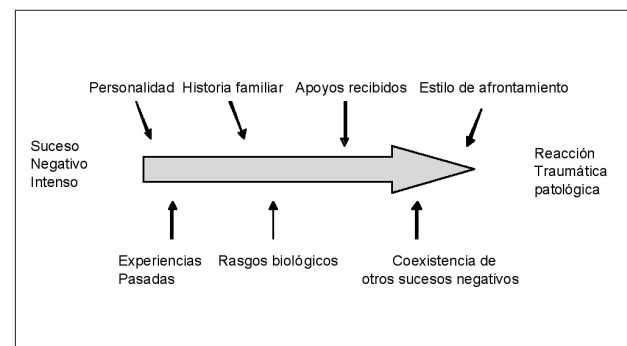 Personalidad Historia familiar Apoyos recibidos Estilo de afrontamiento
Suceso
Negativo
Intenso
Reacción
Traumática
patológica
Experiencias
Pasadas
Rasgos biológicos
Coexistencia de
otros sucesos negativos